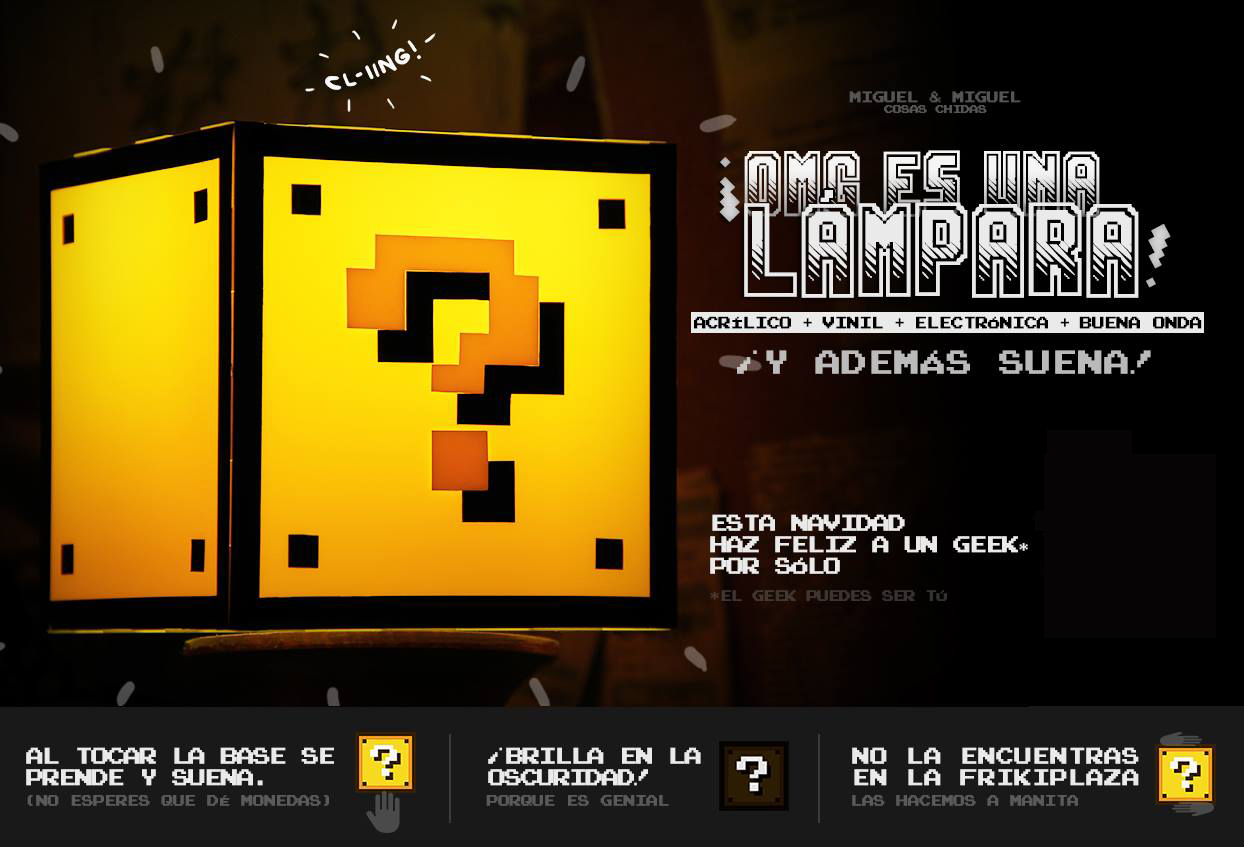 CL-IING!
MIGUEL & MIGUEL
COSAS CHIDAS
¡OMG ES UNA
LÁMPARA!
ACRÍLICO + VINIL + ELECTRÓNICA + BUENA ONDA
¡Y ADEMÁS SUENA!
ESTA NAVIDAD
HAZ FELIZ A UN GEEK*
POR SÓLO
*EL GEEK PUEDES SER TÚ
AL TOCAR LA BASE SE
PRENDE Y SUENA.
(NO ESPERES QUE DÉ MONEDAS)
¡BRILLA EN LA
OSCURIDAD!
PORQUE ES GENIAL
NO LA ENCUENTRAS
EN LA FRIKIPLAZA
LAS HACEMOS A MANITA
?
?
?
?